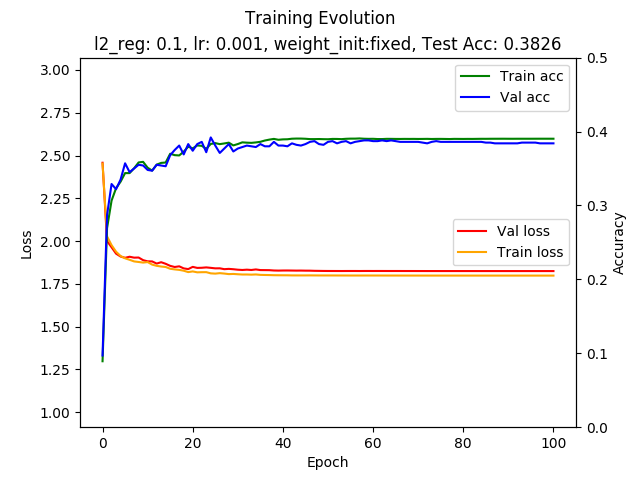 Training Evolution
l2_reg: 0.1, lr: 0.001, weight_init:fixed, Test Acc: 0.3826
3.00
2.75
2.50
2.25
2.00
1.75
1.50
1.25
1.00
Loss
0.5
0.4
0.3
0.2
0.1
0.0
Accuracy
Train acc
Val acc
Val loss
Train loss
0 20 40 60 80 100
Epoch